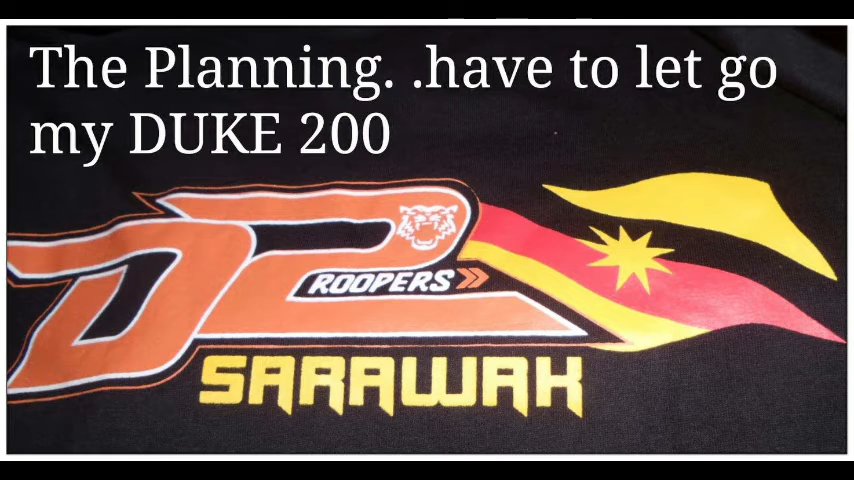 The Planning. .have to let go
my DUKE 200
D2
ROOPERS
SARAWAK